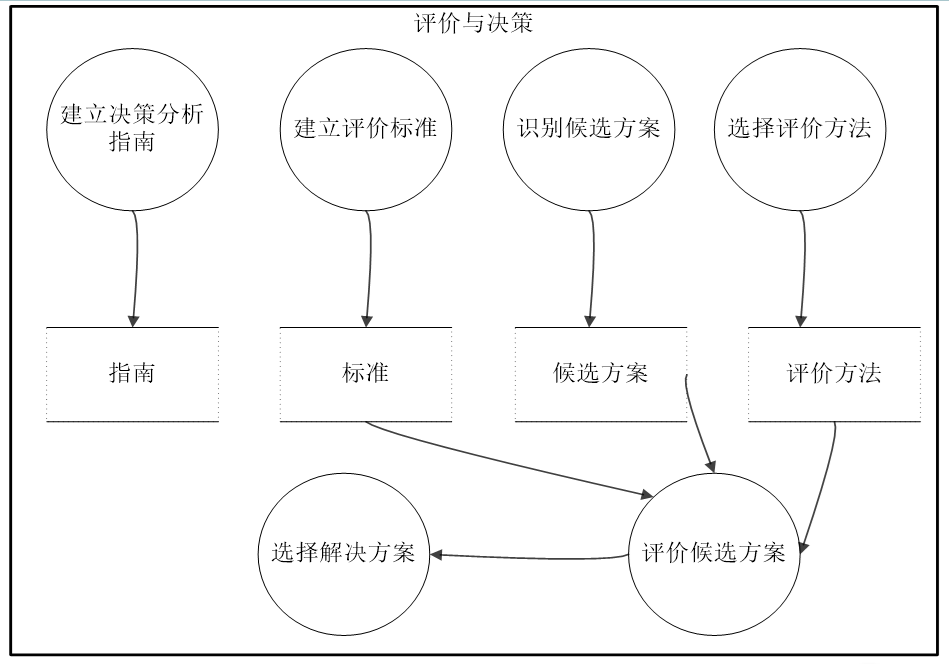 评价与决策
建立决策分析
指南
建立评价标准
识别候选方案
选择评价方法
指南
标准
候选方案
评价方法
选择解决方案
评价候选方案